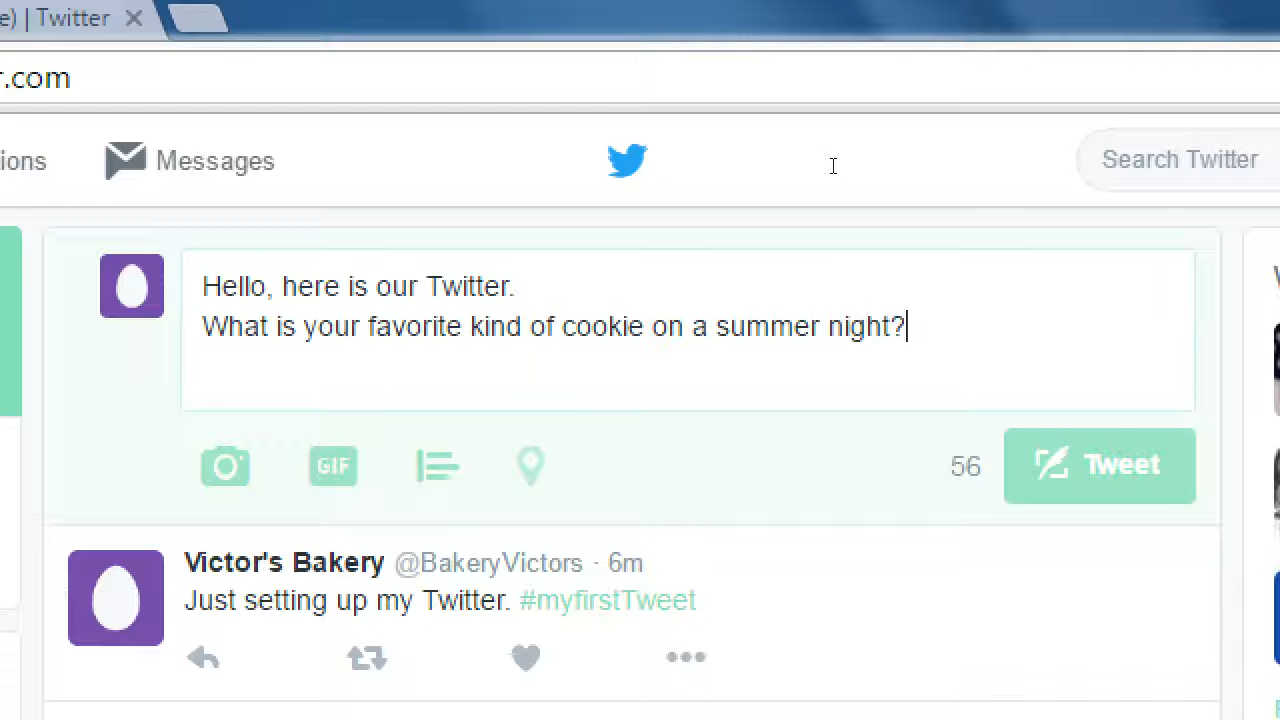 e) | Twitter
r.com
ions
Messages
Search Twitter
Hello, here is our Twitter.
What is your favorite kind of cookie on a summer night?
GIF
56
Tweet
Victor's Bakery @BakeryVictors · 6m
Just setting up my Twitter. #myfirstTweet